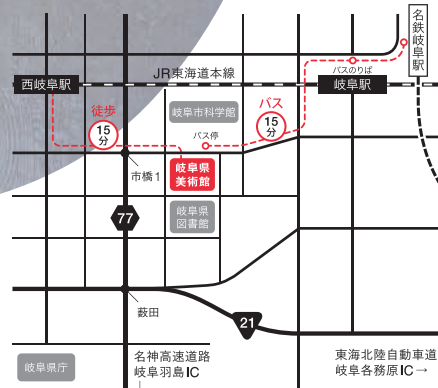 名鉄岐阜駅
バスのりば
JR東海道本線
西岐阜駅
岐阜駅
徒歩
15
分
岐阜市科学館
バス
15
分
バス停
市橋1
岐阜県
美術館
77
岐阜県
図書館
薮田
21
岐阜県庁
名神高速道路
岐阜羽島IC
↓
東海北陸自動車道
岐阜各務原IC→